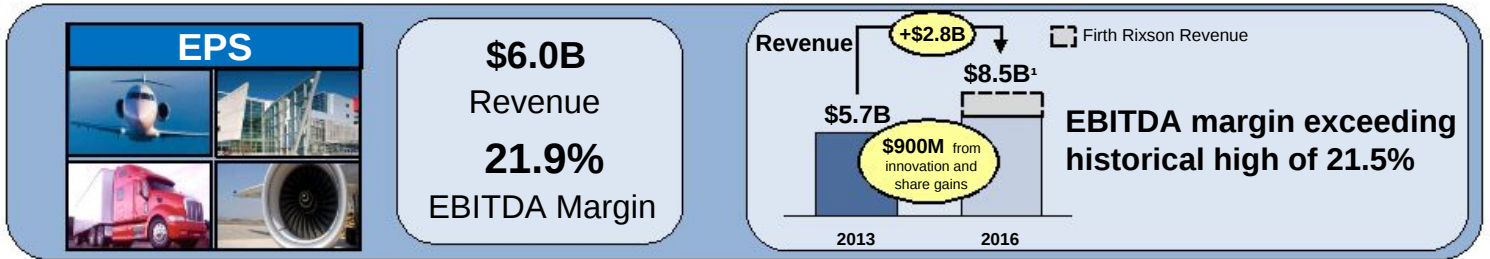 EPS
$6.0B
Revenue
21.9%
EBITDA Margin
Revenue
+$2.8B
Firth Rixson Revenue
$8.5B¹
$5.7B
$900M from
innovation and
share gains
2013
2016
EBITDA margin exceeding
historical high of 21.5%